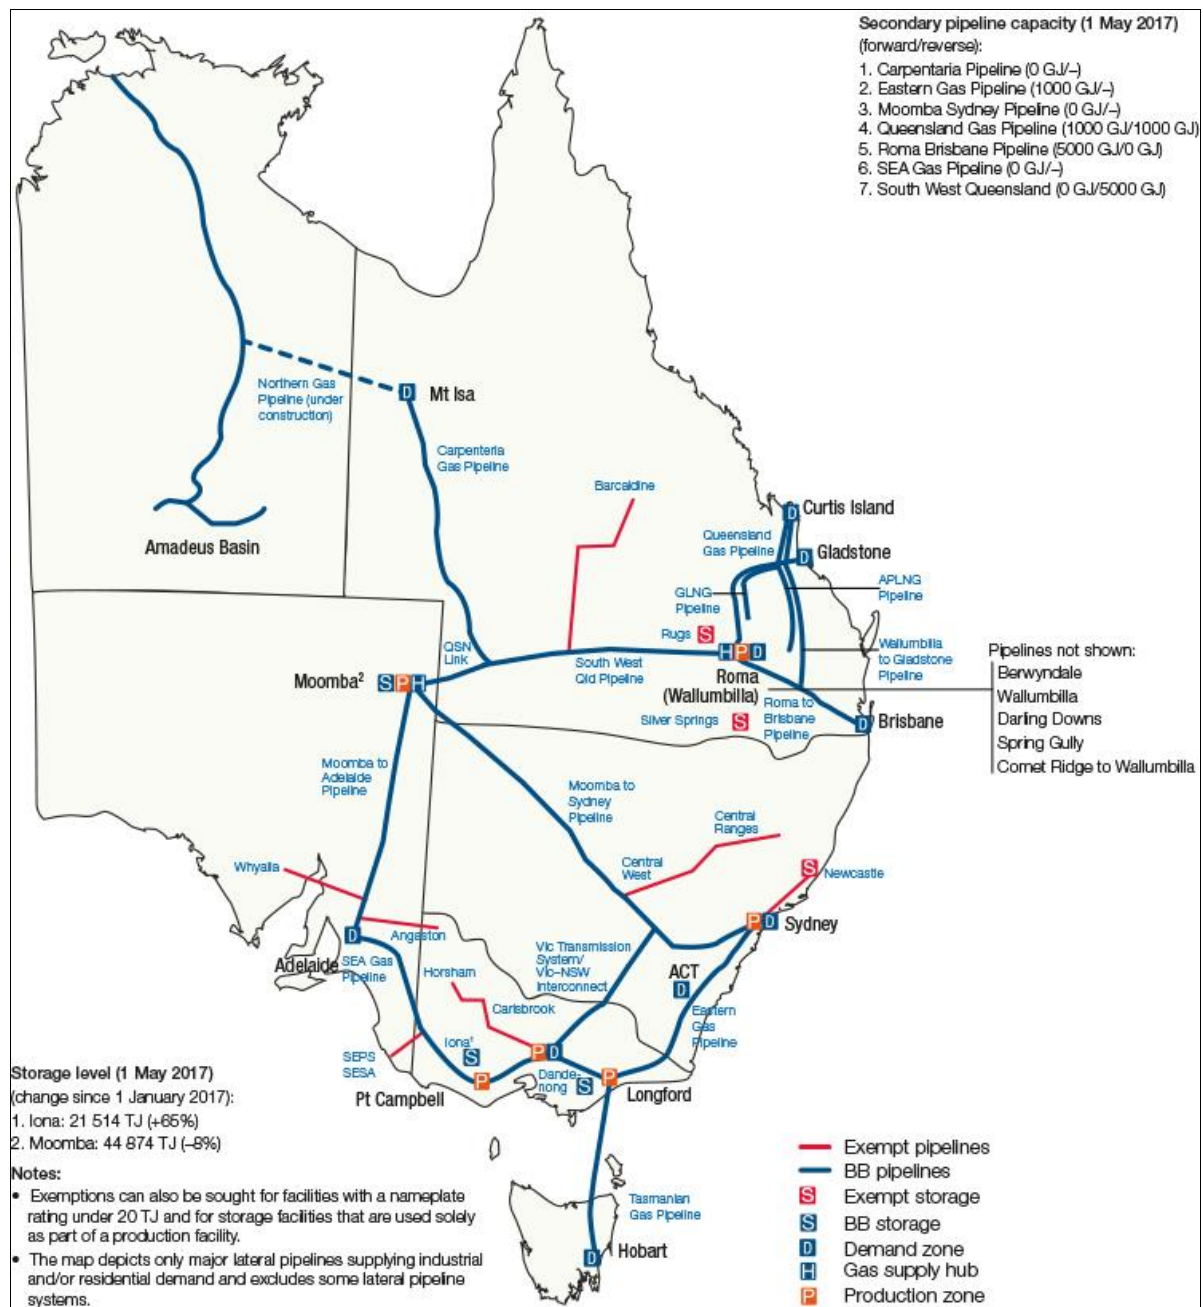 Secondary pipeline capacity (1 May 2017)
(forward/reverse):
1. Carpentaria Pipeline (0 GJ/–)
2. Eastern Gas Pipeline (1000 GJ/–)
3. Moomba Sydney Pipeline (0 GJ/–)
4. Queensland Gas Pipeline (1000 GJ/1000 GJ)
5. Roma Brisbane Pipeline (5000 GJ/0 GJ)
6. SEA Gas Pipeline (0 GJ/–)
7. South West Queensland (0 GJ/5000 GJ)
Northern Gas
Pipeline (under
construction)
D
Mt Isa
Carpenteria
Gas Pipeline
Barcaldine
Amadeus Basin
D
Curtis Island
Queensland
Gas Pipeline
D
Gladstone
GLNG
Pipeline
APLNG
Pipeline
Rugs
S
QSN
Link
South West
Qld Pipeline
H P D
Roma
(Wallumbilla)
Wallumbilla
to Gladstone
Pipeline
Pipelines not shown:
Berwyndale
Wallumbilla
Darling Downs
Spring Gully
Comet Ridge to Wallumbilla
Moomba²
S P H
Silver Springs
S
Roma to
Brisbane
Pipeline
D
Brisbane
Moomba to
Adelaide
Pipeline
Moomba to
Sydney
Pipeline
Central
Ranges
Central
West
Whyalla
S
Newcastle
P D
Sydney
Angaston
D
Adelaide
SEA Gas
Pipeline
Horsham
Carisbrook
Vic Transmission
System/
Vic–NSW
Interconnect
ACT
D
Eastern
Gas
Pipeline
Iona¹
S
P D
SEPS
SESA
P
Pt Campbell
Dande-
nong
S
P
Longford
Storage level (1 May 2017)
(change since 1 January 2017):
1. Iona: 21 514 TJ (+65%)
2. Moomba: 44 874 TJ (–8%)
Notes:
• Exemptions can also be sought for facilities with a nameplate
rating under 20 TJ and for storage facilities that are used solely
as part of a production facility.
• The map depicts only major lateral pipelines supplying industrial
and/or residential demand and excludes some lateral pipeline
systems.
Tasmanian
Gas Pipeline
D
Hobart
Exempt pipelines
BB pipelines
S Exempt storage
S BB storage
D Demand zone
H Gas supply hub
P Production zone